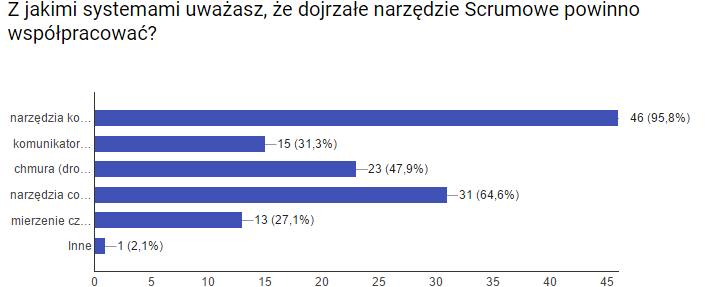 Z jakimi systemami uważasz, że dojrzałe narzędzie Scrumowe powinno
współpracować?
narzędzia ko... 46 (95,8%)
komunikator... 15 (31,3%)
chmura (dro... 23 (47,9%)
narzędzia co... 31 (64,6%)
mierzenie cz... 13 (27,1%)
Inne 1 (2,1%)
0 5 10 15 20 25 30 35 40 45